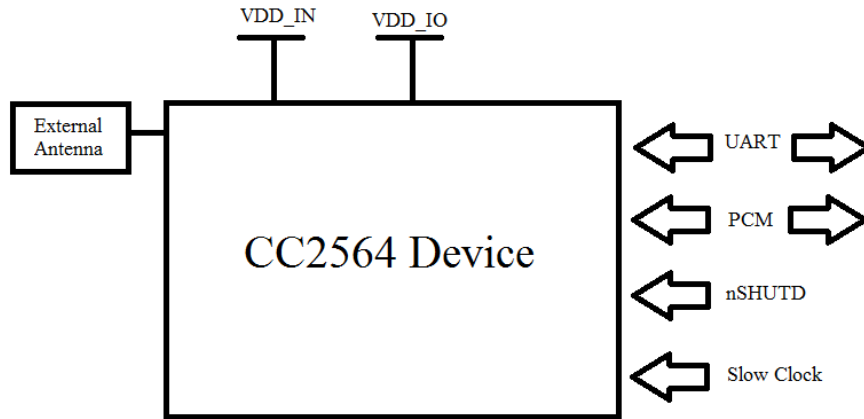 VDD_IN
VDD_IO
External
Antenna
CC2564 Device
UART
PCM
nSHUTD
Slow Clock